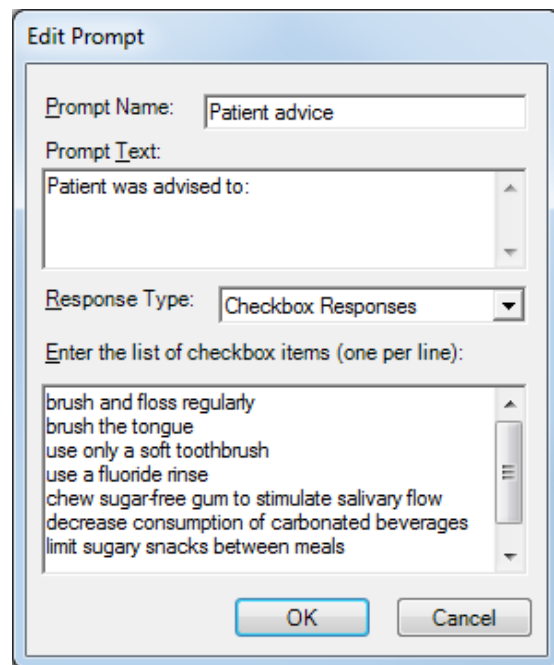 Edit Prompt
Prompt Name: Patient advice
Prompt Text:
Patient was advised to:
Response Type: Checkbox Responses
Enter the list of checkbox items (one per line):
brush and floss regularly
brush the tongue
use only a soft toothbrush
use a fluoride rinse
chew sugar-free gum to stimulate salivary flow
decrease consumption of carbonated beverages
limit sugary snacks between meals
OK Cancel